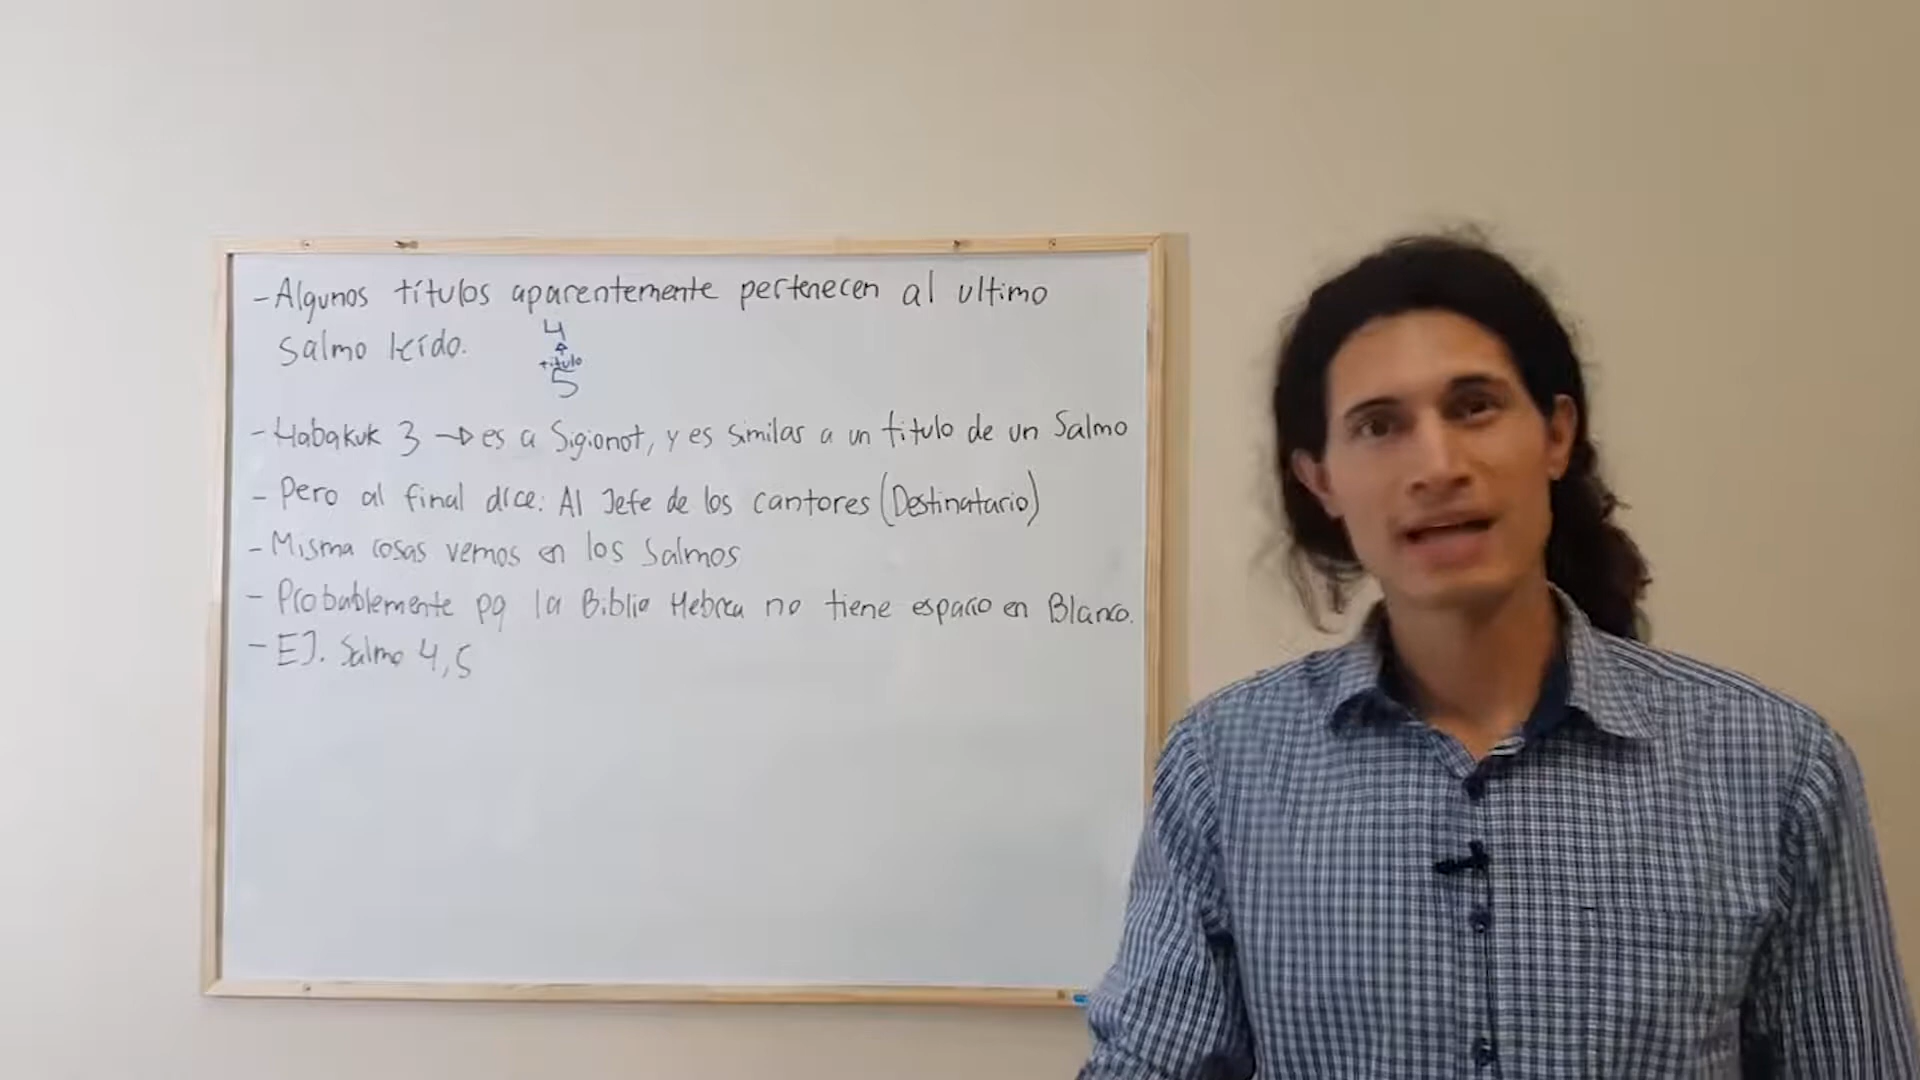 - Algunos títulos aparentemente pertenecen al ultimo
salmo leído.
4
título
5
- Habakuk 3 → es a Sigionot, y es similas a un titulo de un Salmo
- Pero al final dice: Al Jefe de los cantores (Destinatario)
- Misma cosas vemos en los Salmos
- Probablemente pq la Biblia Hebrea no tiene espacio en Blanco.
- EJ. Salmo 4,5